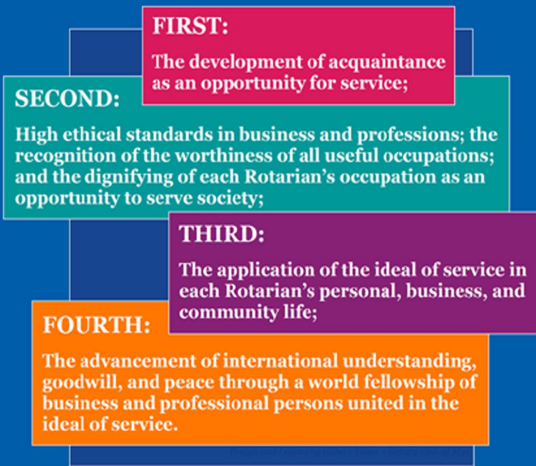 FIRST:
The development of acquaintance
as an opportunity for service;
SECOND:
High ethical standards in business and professions; the
recognition of the worthiness of all useful occupations;
and the dignifying of each Rotarian's occupation as an
opportunity to serve society;
THIRD:
The application of the ideal of service in
each Rotarian's personal, business, and
community life;
FOURTH:
The advancement of international understanding,
goodwill, and peace through a world fellowship of
business and professional persons united in the
ideal of service.